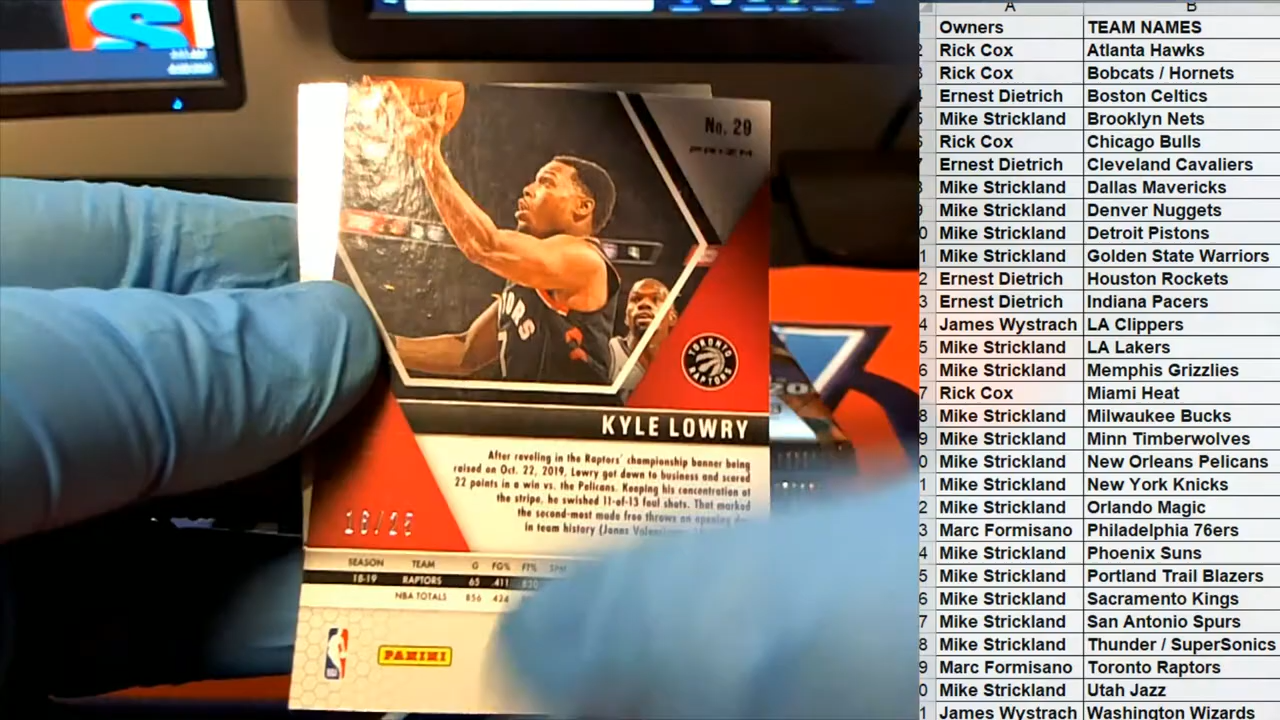 No. 29
PRIZM
RS
7
TORONTO
RAPTORS
KYLE LOWRY
After reveling in the Raptors' championship banner being
raised on Oct. 22, 2019, Lowry got down to business and scored
22 points in a win vs. the Pelicans. Keeping his concentration at
the stripe, he swished 11-of-13 foul shots. That marked
the second-most made free throws an opening
in team history (Jonas
SEASON TEAM G FG% FT%
18-19 RAPTORS 65 .411 .830
NBA TOTALS 856 .424
PANINI
A B
Owners TEAM NAMES
Rick Cox Atlanta Hawks
Rick Cox Bobcats / Hornets
Ernest Dietrich Boston Celtics
Mike Strickland Brooklyn Nets
Rick Cox Chicago Bulls
Ernest Dietrich Cleveland Cavaliers
Mike Strickland Dallas Mavericks
Mike Strickland Denver Nuggets
Mike Strickland Detroit Pistons
Mike Strickland Golden State Warriors
Ernest Dietrich Houston Rockets
Ernest Dietrich Indiana Pacers
James Wystrach LA Clippers
Mike Strickland LA Lakers
Mike Strickland Memphis Grizzlies
Rick Cox Miami Heat
Mike Strickland Milwaukee Bucks
Mike Strickland Minn Timberwolves
Mike Strickland New Orleans Pelicans
Mike Strickland New York Knicks
Mike Strickland Orlando Magic
Marc Formisano Philadelphia 76ers
Mike Strickland Phoenix Suns
Mike Strickland Portland Trail Blazers
Mike Strickland Sacramento Kings
Mike Strickland San Antonio Spurs
Mike Strickland Thunder / SuperSonics
Marc Formisano Toronto Raptors
Mike Strickland Utah Jazz
James Wystrach Washington Wizards